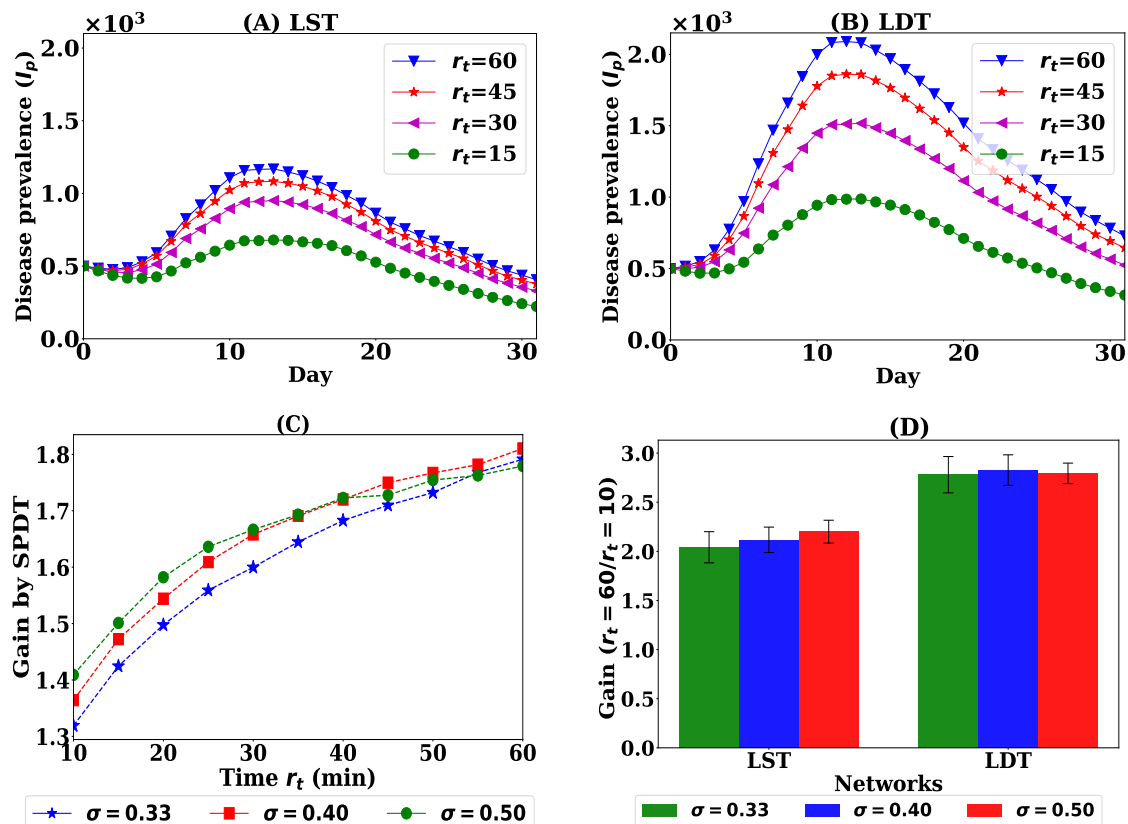 (A) LST
×10³
2.0
1.5
1.0
0.5
0.0
0
10
20
30
Disease prevalence (I_p)
Day
r_t=60
r_t=45
r_t=30
r_t=15
(B) LDT
×10³
2.0
1.5
1.0
0.5
0.0
0
10
20
30
Disease prevalence (I_p)
Day
r_t=60
r_t=45
r_t=30
r_t=15
(C)
1.8
1.7
1.6
1.5
1.4
1.3
10
20
30
40
50
60
Gain by SPDT
Time r_t (min)
σ = 0.33
σ = 0.40
σ = 0.50
(D)
3.0
2.5
2.0
1.5
1.0
0.5
0.0
Gain (r_t = 60/r_t = 10)
LST
LDT
Networks
σ = 0.33
σ = 0.40
σ = 0.50